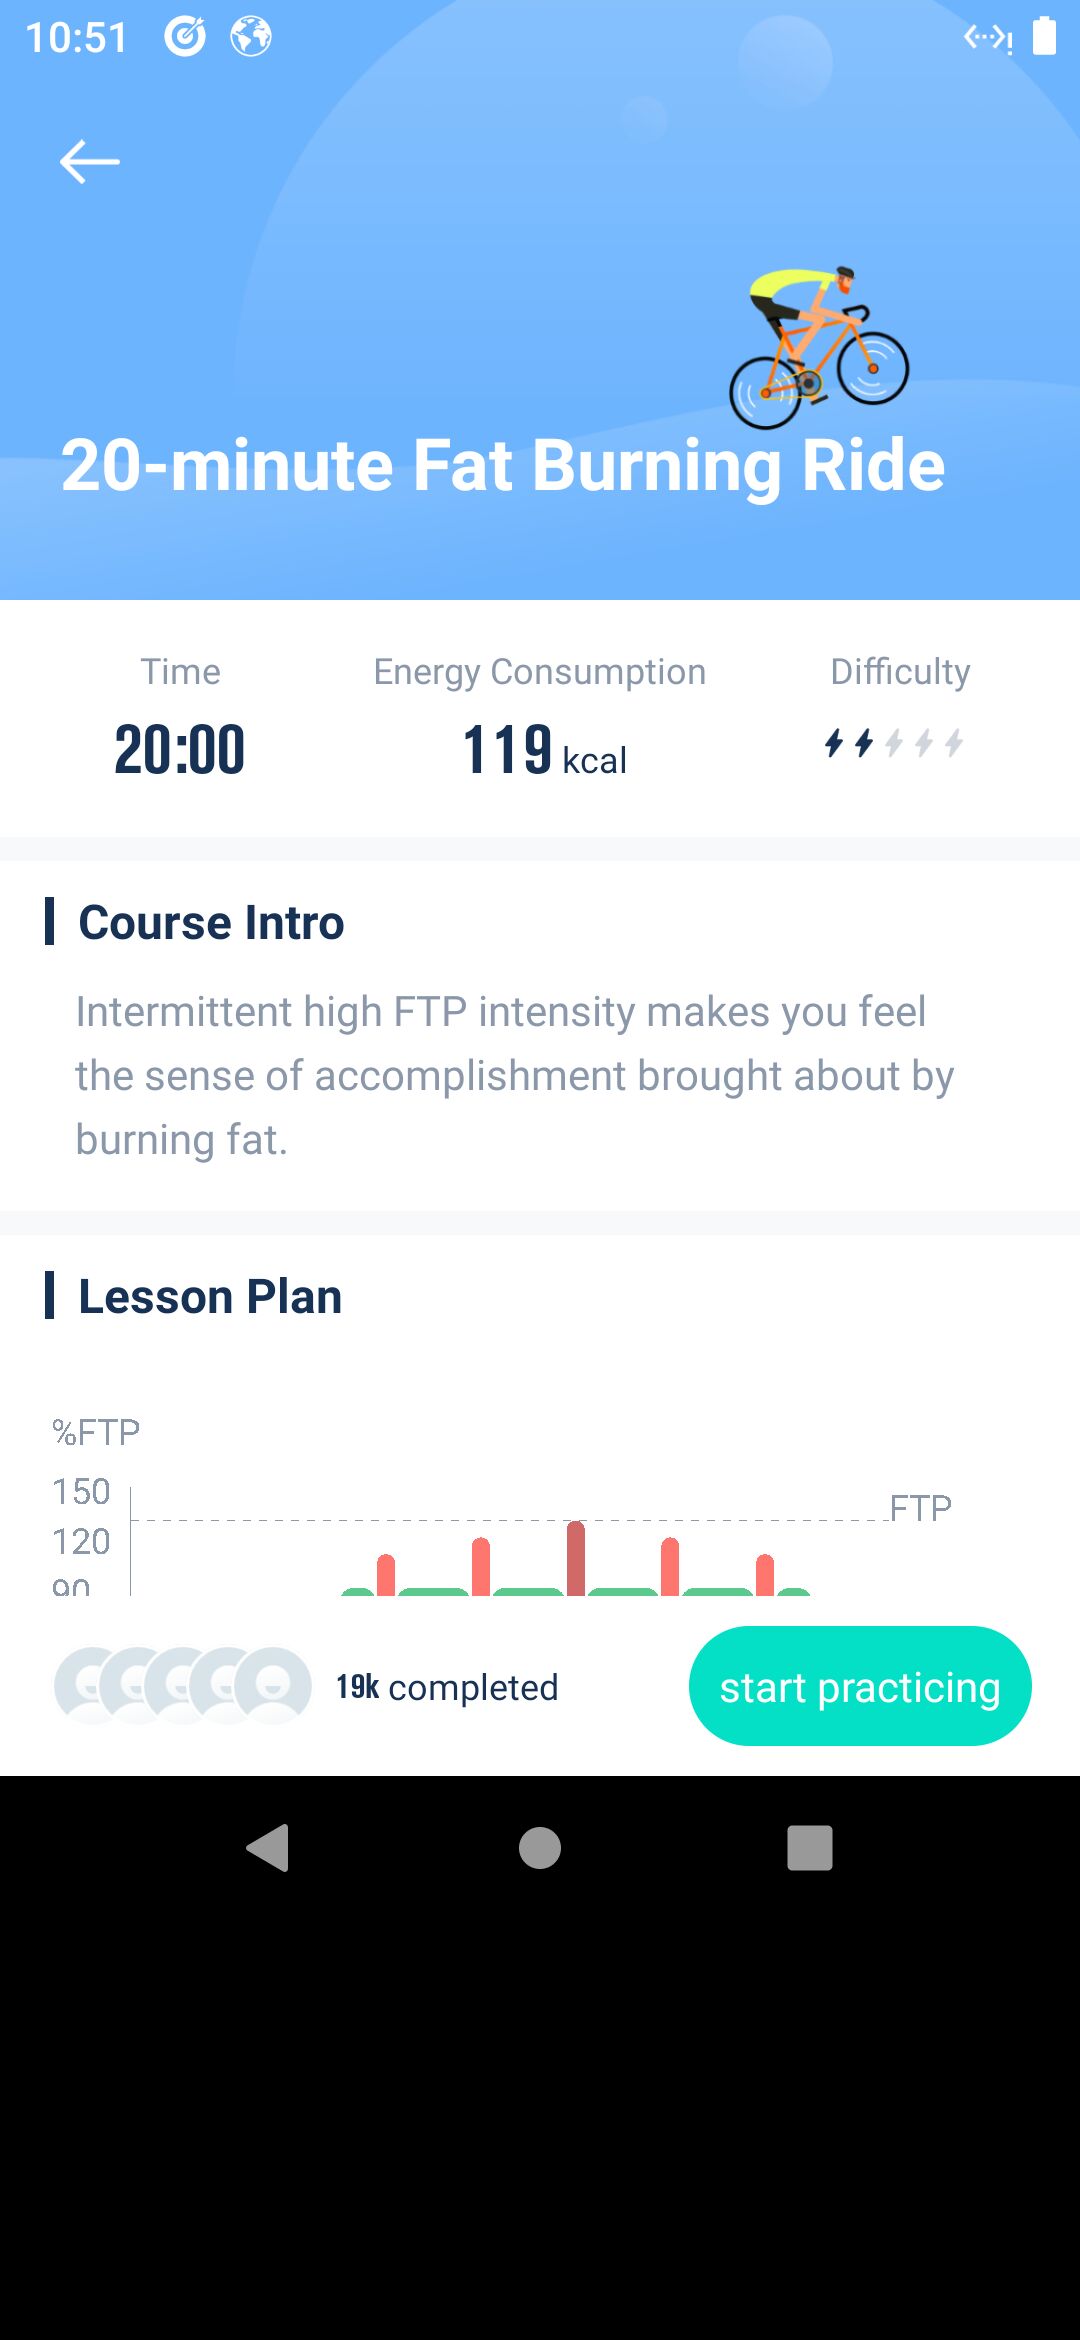 10:51
20-minute Fat Burning Ride
Time
20:00
Energy Consumption
119 kcal
Difficulty
Course Intro
Intermittent high FTP intensity makes you feel
the sense of accomplishment brought about by
burning fat.
Lesson Plan
%FTP
150
FTP
120
90
19k completed
start practicing